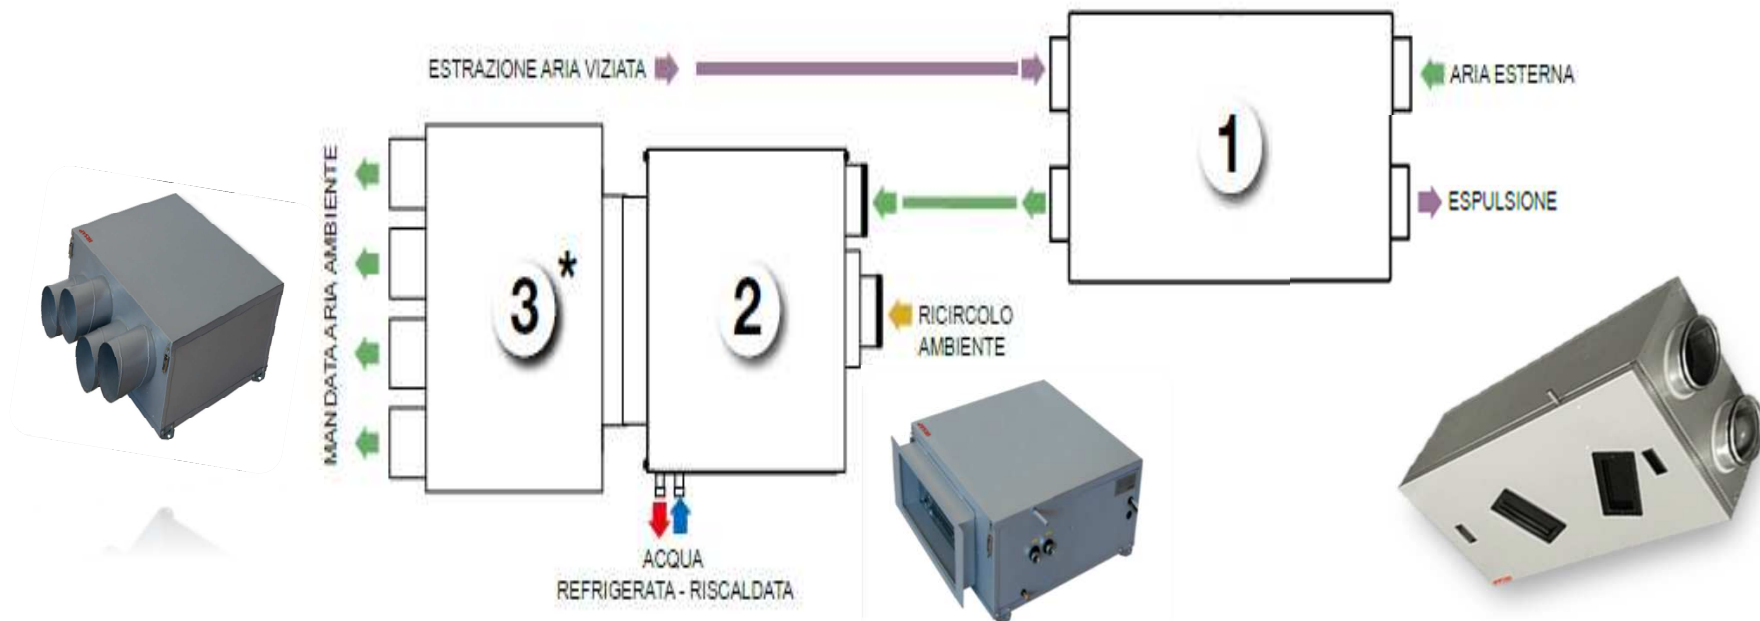 ESTRAZIONE ARIA VIZIATA
ARIA ESTERNA
1
ESPULSIONE
MANDATA ARIA AMBIENTE
3*
2
RICIRCOLO
AMBIENTE
ACQUA
REFRIGERATA - RISCALDATA